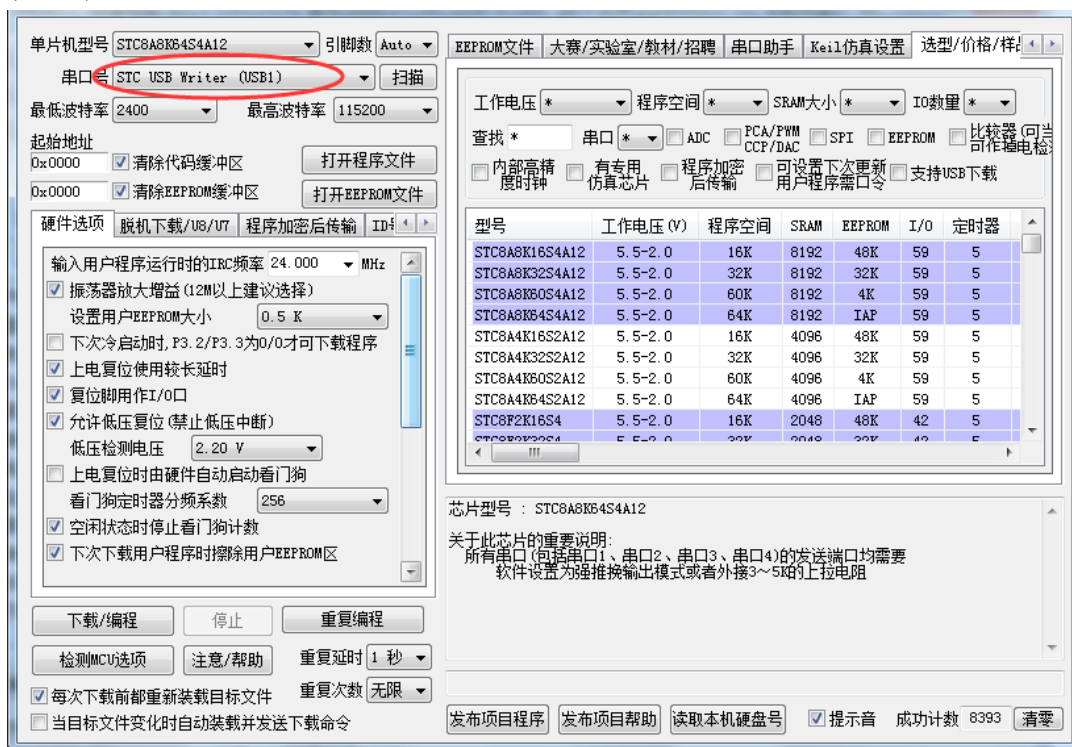 单片机型号 STC8A8K64S4A12 引脚数 Auto
串口号 STC USB Writer (USB1) 扫描
最低波特率 2400 最高波特率 115200
起始地址
0x0000 清除代码缓冲区 打开程序文件
0x0000 清除EEPROM缓冲区 打开EEPROM文件
硬件选项 脱机下载/U8/U7 程序加密后传输
输入用户程序运行时的IRC频率 24.000 MHz
振荡器放大增益(12M以上建议选择)
设置用户EEPROM大小 0.5 K
下次冷启动时,P3.2/P3.3为0/0才可下载程序
上电复位使用较长延时
复位脚用作I/O口
允许低压复位(禁止低压中断)
低压检测电压 2.20 V
上电复位时由硬件自动启动看门狗
看门狗定时器分频系数 256
空闲状态时停止看门狗计数
下次下载用户程序时擦除用户EEPROM区
下载/编程 停止 重复编程
检测MCU选项 注意/帮助 重复延时 1 秒
每次下载前都重新装载目标文件 重复次数 无限
当目标文件变化时自动装载并发送下载命令
EEPROM文件 大赛/实验室/教材/招聘 串口助手 Keil仿真设置 选型/价格/样
工作电压 * 程序空间 * SRAM大小 * IO数量 *
查找 * 串口 * ADC PCA/PWM CCP/DAC SPI EEPROM 比较器(可当 可作掉电检
内部高精度时钟 有专用仿真芯片 程序加密后传输 可设置下次更新用户程序需口令 支持USB下载
型号 工作电压(V) 程序空间 SRAM EEPROM I/O 定时器
STC8A8K16S4A12 5.5-2.0 16K 8192 48K 59 5
STC8A8K32S4A12 5.5-2.0 32K 8192 32K 59 5
STC8A8K60S4A12 5.5-2.0 60K 8192 4K 59 5
STC8A8K64S4A12 5.5-2.0 64K 8192 IAP 59 5
STC8A4K16S2A12 5.5-2.0 16K 4096 48K 59 5
STC8A4K32S2A12 5.5-2.0 32K 4096 32K 59 5
STC8A4K60S2A12 5.5-2.0 60K 4096 4K 59 5
STC8A4K64S2A12 5.5-2.0 64K 4096 IAP 59 5
STC8F2K16S4 5.5-2.0 16K 2048 48K 42 5
STC8F2K32S4 5.5-2.0 32K 2048 32K 42 5
芯片型号 : STC8A8K64S4A12
关于此芯片的重要说明:
所有串口(包括串口1、串口2、串口3、串口4)的发送端口均需要
软件设置为强推挽输出模式或者外接3～5K的上拉电阻
发布项目程序 发布项目帮助 读取本机硬盘号 提示音 成功计数 8393 清零